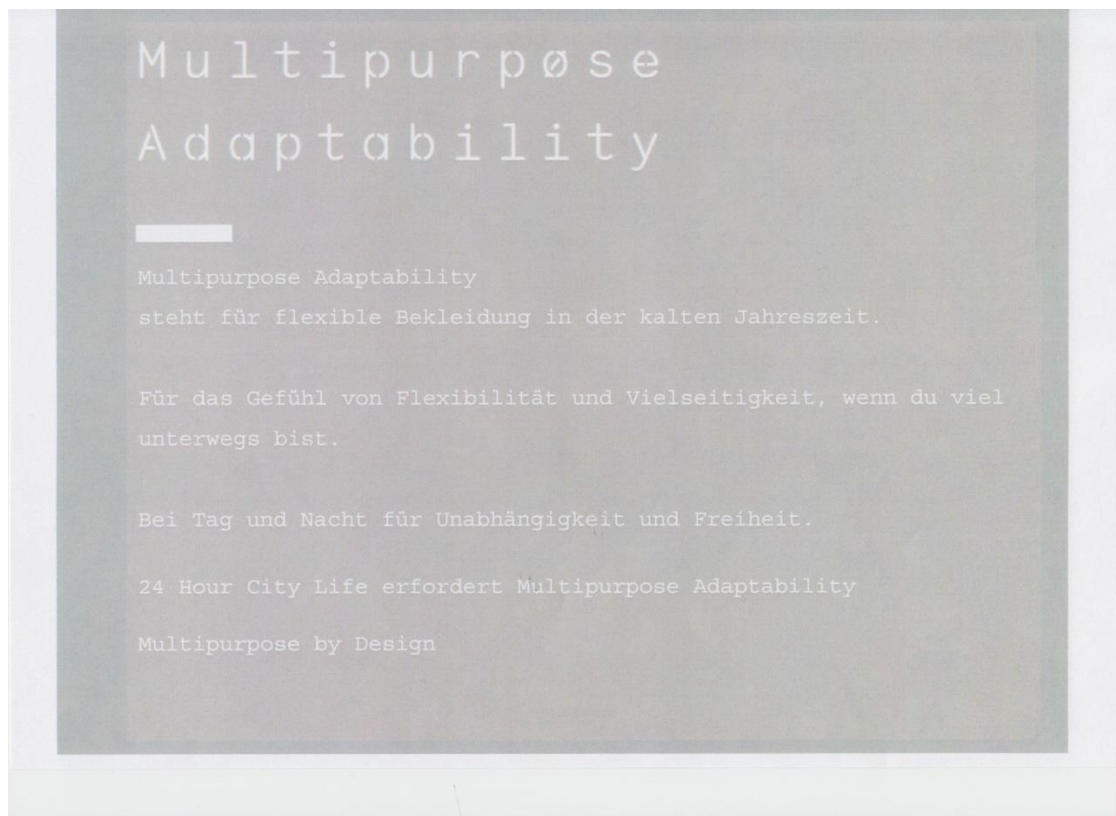 Multipurpøse
Adaptability
Multipurpose Adaptability
steht für flexible Bekleidung in der kalten Jahreszeit.
Für das Gefühl von Flexibilität und Vielseitigkeit, wenn du viel
unterwegs bist.
Bei Tag und Nacht für Unabhängigkeit und Freiheit.
24 Hour City Life erfordert Multipurpose Adaptability
Multipurpose by Design